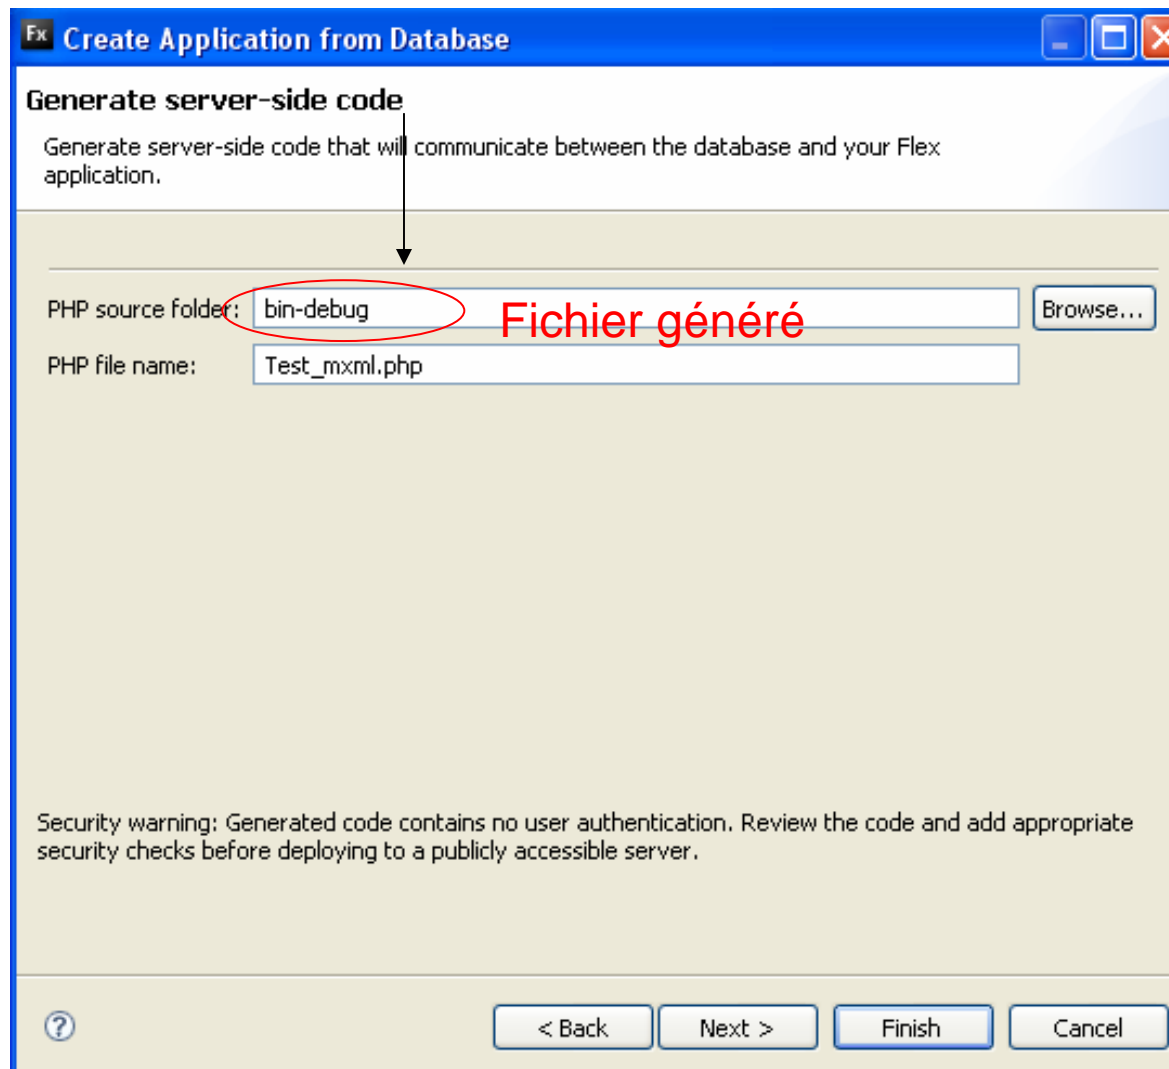 Fx Create Application from Database
Generate server-side code
Generate server-side code that will communicate between the database and your Flex
application.
PHP source folder: bin-debug Fichier généré Browse...
PHP file name: Test_mxml.php
Security warning: Generated code contains no user authentication. Review the code and add appropriate
security checks before deploying to a publicly accessible server.
? < Back Next > Finish Cancel